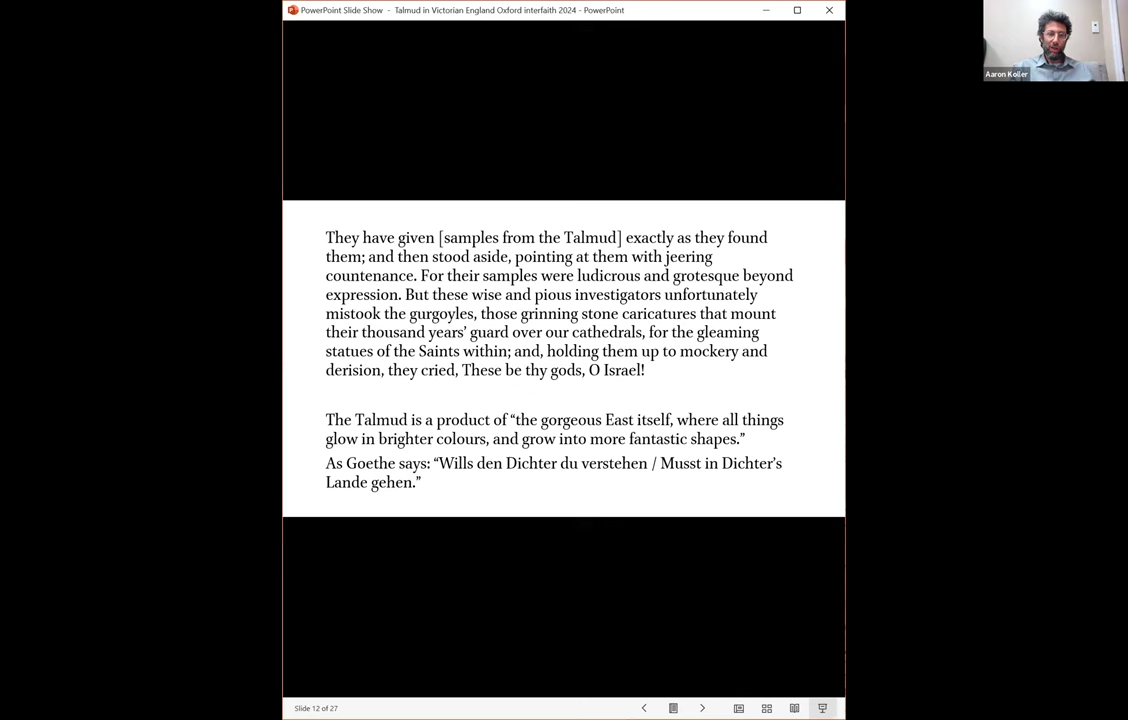 PowerPoint Slide Show - Talmud in Victorian England Oxford interfaith 2024 - PowerPoint
Aaron Koller
They have given [samples from the Talmud] exactly as they found
them; and then stood aside, pointing at them with jeering
countenance. For their samples were ludicrous and grotesque beyond
expression. But these wise and pious investigators unfortunately
mistook the gurgoyles, those grinning stone caricatures that mount
their thousand years’ guard over our cathedrals, for the gleaming
statues of the Saints within; and, holding them up to mockery and
derision, they cried, These be thy gods, O Israel!
The Talmud is a product of “the gorgeous East itself, where all things
glow in brighter colours, and grow into more fantastic shapes.”
As Goethe says: “Wills den Dichter du verstehen / Musst in Dichter’s
Lande gehen.”
Slide 12 of 27